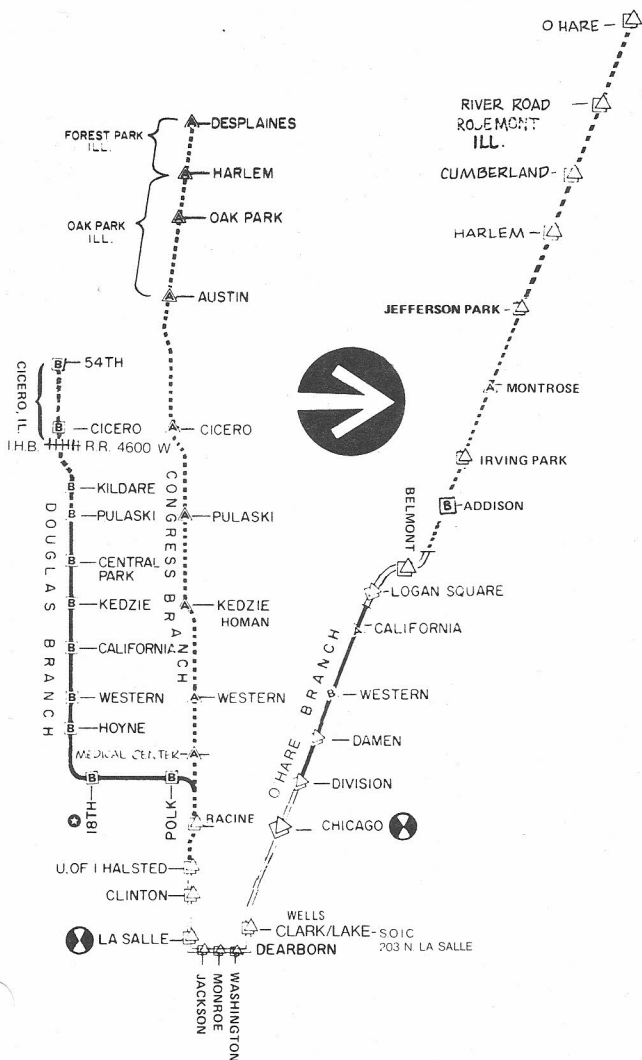 O HARE
RIVER ROAD
ROSEMONT
ILL.
CUMBERLAND
HARLEM
JEFFERSON PARK
MONTROSE
IRVING PARK
B ADDISON
BELMONT
LOGAN SQUARE
A CALIFORNIA
B WESTERN
DAMEN
DIVISION
CHICAGO
O HARE BRANCH
FOREST PARK
ILL.
OAK PARK
ILL.
A DESPLAINES
A HARLEM
A OAK PARK
A AUSTIN
A CICERO
A PULASKI
A KEDZIE
HOMAN
A WESTERN
MEDICAL CENTER A
CONGRESS BRANCH
CICERO, IL.
B 54TH
B CICERO
I.H.B. R.R. 4600 W
B KILDARE
B PULASKI
B CENTRAL
PARK
B KEDZIE
B CALIFORNIA
B WESTERN
B HOYNE
DOUGLAS BRANCH
B 18TH
B POLK
RACINE
U.OF I HALSTED
CLINTON
LA SALLE
WELLS
CLARK/LAKE-SOIC
203 N. LA SALLE
DEARBORN
JACKSON
MONROE
WASHINGTON